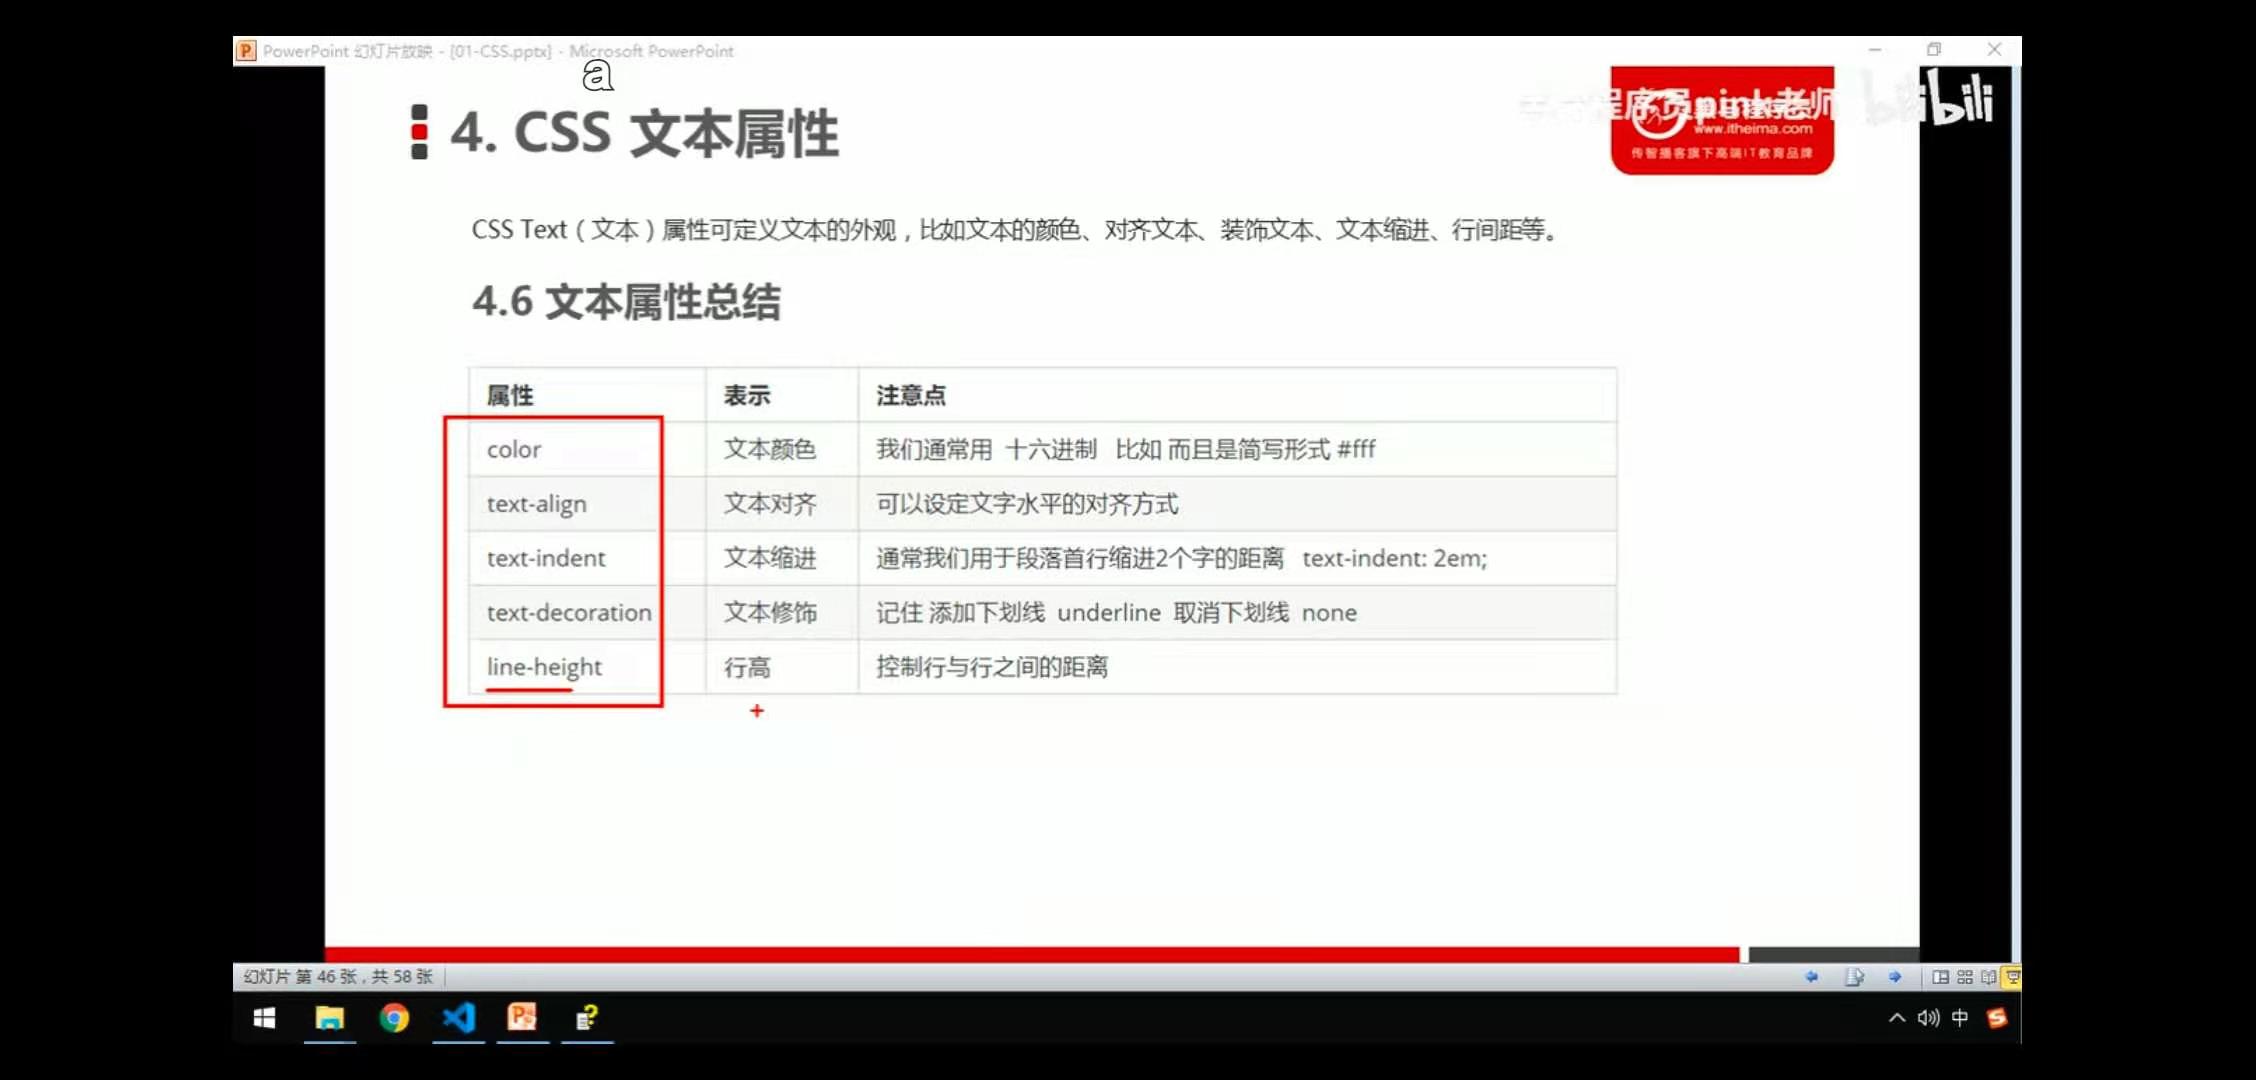 PowerPoint 幻灯片放映 - [01-CSS.pptx] - Microsoft PowerPoint
a
4. CSS 文本属性
程序员pink老师
bilibili
www.itheima.com
传智播客旗下高端IT教育品牌
CSS Text（文本）属性可定义文本的外观，比如文本的颜色、对齐文本、装饰文本、文本缩进、行间距等。
4.6 文本属性总结
属性 表示 注意点
color 文本颜色 我们通常用 十六进制 比如 而且是简写形式 #fff
text-align 文本对齐 可以设定文字水平的对齐方式
text-indent 文本缩进 通常我们用于段落首行缩进2个字的距离 text-indent: 2em;
text-decoration 文本修饰 记住 添加下划线 underline 取消下划线 none
line-height 行高 控制行与行之间的距离
幻灯片 第 46 张，共 58 张
中